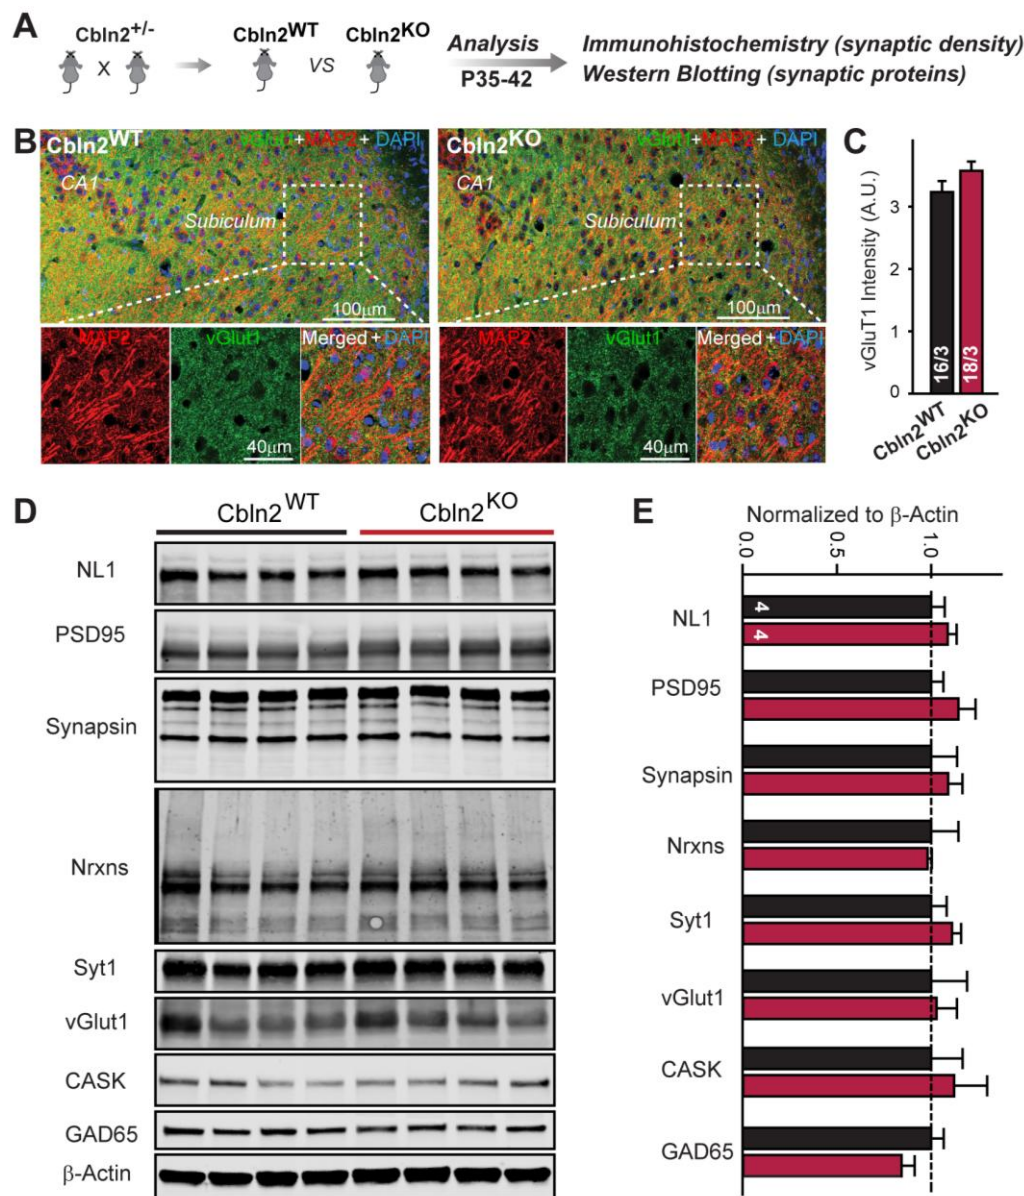 A
Cbln2+/-
X
Cbln2WT
VS
Cbln2KO
Analysis
P35-42
Immunohistochemistry (synaptic density)
Western Blotting (synaptic proteins)
B
Cbln2WT
vGlut1+MAP2+ DAPI
CA1
Subiculum
100μm
MAP2
vGlut1
Merged + DAPI
40μm
Cbln2KO
vGlut1+MAP2+ DAPI
CA1
Subiculum
100μm
MAP2
vGlut1
Merged + DAPI
40μm
C
vGluT1 Intensity (A.U.)
3
2
1
0
16/3
18/3
Cbln2WT
Cbln2KO
D
Cbln2WT
Cbln2KO
NL1
PSD95
Synapsin
Nrxns
Syt1
vGlut1
CASK
GAD65
β-Actin
E
Normalized to β-Actin
0.0
0.5
1.0
NL1
4
4
PSD95
Synapsin
Nrxns
Syt1
vGlut1
CASK
GAD65